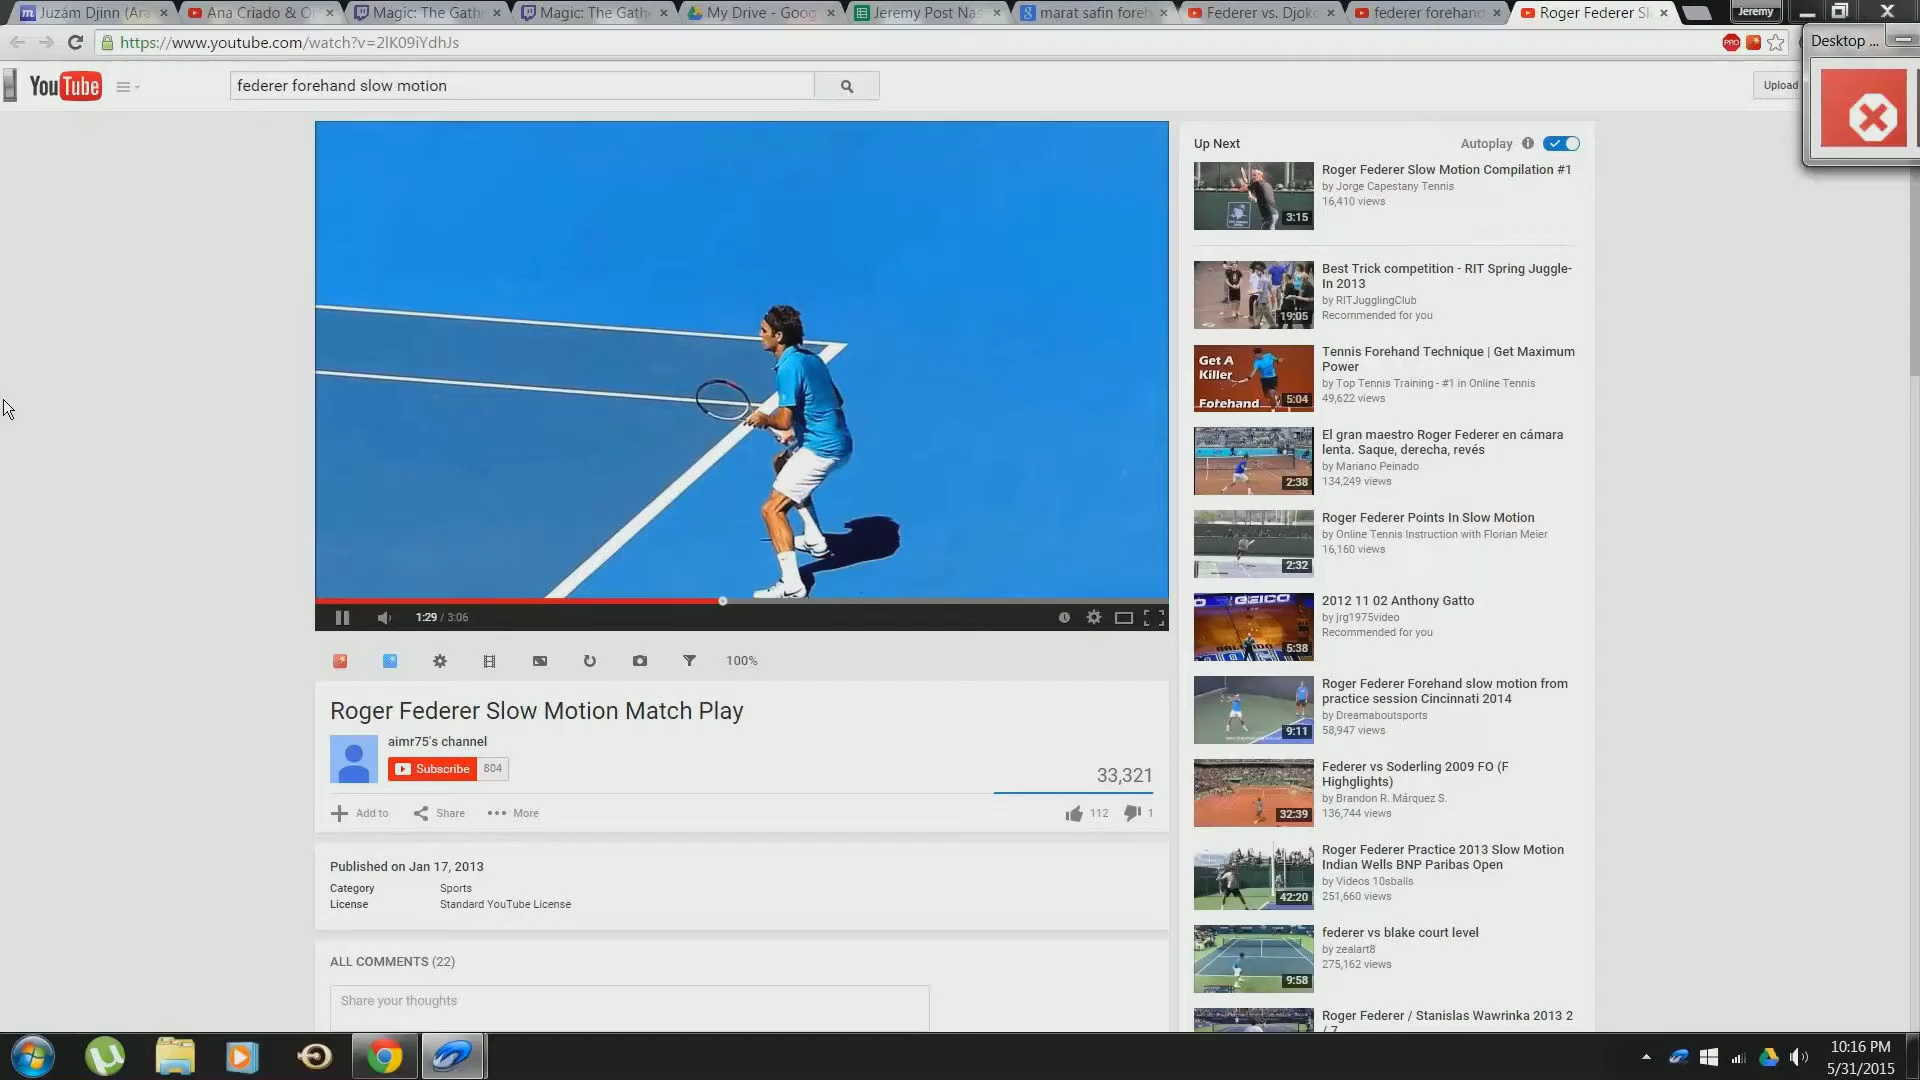 Juzám Djinn (Ara
Ana Criado & O
Magic: The Gath
Magic: The Gath
My Drive - Goog
Jeremy Post Nas
marat safin foreh
Federer vs. Djok
federer forehand
Roger Federer Sl
Jeremy
https://www.youtube.com/watch?v=2lK09iYdhJs
PRO
Desktop ...
YouTube
federer forehand slow motion
Upload
1:29 / 3:06
100%
Roger Federer Slow Motion Match Play
aimr75's channel
Subscribe 804
33,321
Add to Share More
112 1
Published on Jan 17, 2013
Category Sports
License Standard YouTube License
ALL COMMENTS (22)
Share your thoughts
Up Next Autoplay
Roger Federer Slow Motion Compilation #1
by Jorge Capestany Tennis
16,410 views
3:15
Best Trick competition - RIT Spring Juggle-
In 2013
by RITJugglingClub
Recommended for you
19:05
Tennis Forehand Technique | Get Maximum
Power
by Top Tennis Training - #1 in Online Tennis
49,622 views
Get A
Killer
Forehand
5:04
El gran maestro Roger Federer en cámara
lenta. Saque, derecha, revés
by Mariano Peinado
134,249 views
2:38
Roger Federer Points In Slow Motion
by Online Tennis Instruction with Florian Meier
16,160 views
2:32
2012 11 02 Anthony Gatto
by jrg1975video
Recommended for you
GEICO
5:38
Roger Federer Forehand slow motion from
practice session Cincinnati 2014
by Dreamaboutsports
58,947 views
9:11
Federer vs Soderling 2009 FO (F
Highglights)
by Brandon R. Márquez S.
136,744 views
32:39
Roger Federer Practice 2013 Slow Motion
Indian Wells BNP Paribas Open
by Videos 10sballs
251,660 views
42:20
federer vs blake court level
by zealart8
275,162 views
9:58
Roger Federer / Stanislas Wawrinka 2013 2
/ 7
10:16 PM
5/31/2015